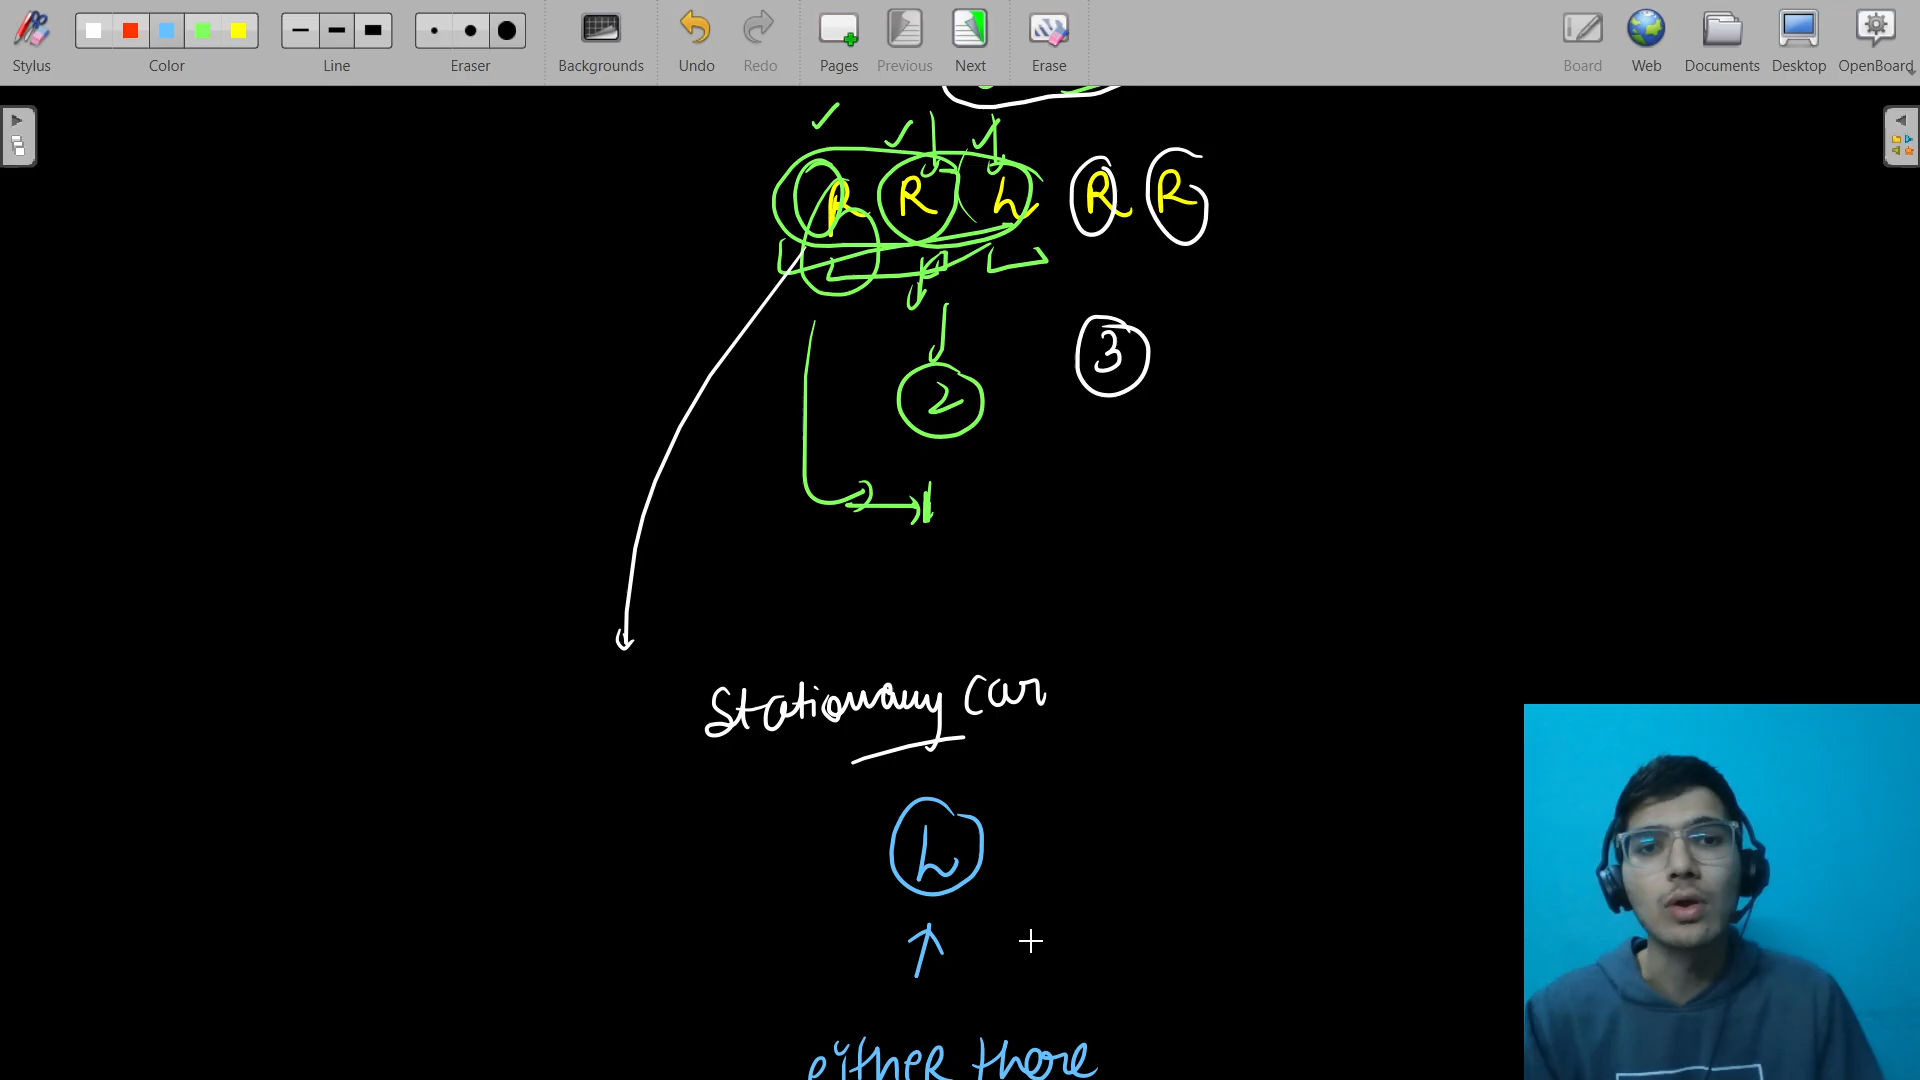 Stylus
Color
Line
Eraser
Backgrounds
Undo
Redo
Pages
Previous
Next
Erase
Board
Web
Documents
Desktop
OpenBoard
R R L R R
3
2
Stationary car
L
either there